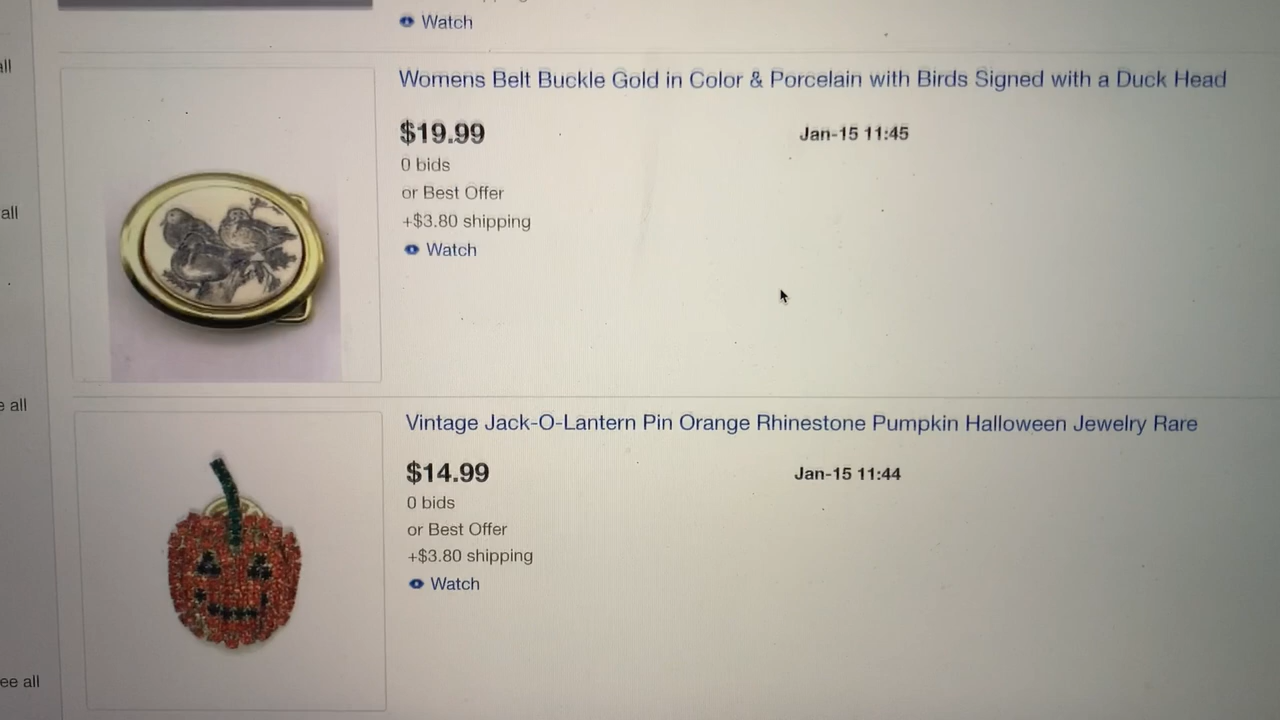 Watch
all
Womens Belt Buckle Gold in Color & Porcelain with Birds Signed with a Duck Head
$19.99
Jan-15 11:45
0 bids
or Best Offer
+$3.80 shipping
Watch
all
e all
Vintage Jack-O-Lantern Pin Orange Rhinestone Pumpkin Halloween Jewelry Rare
$14.99
Jan-15 11:44
0 bids
or Best Offer
+$3.80 shipping
Watch
ee all